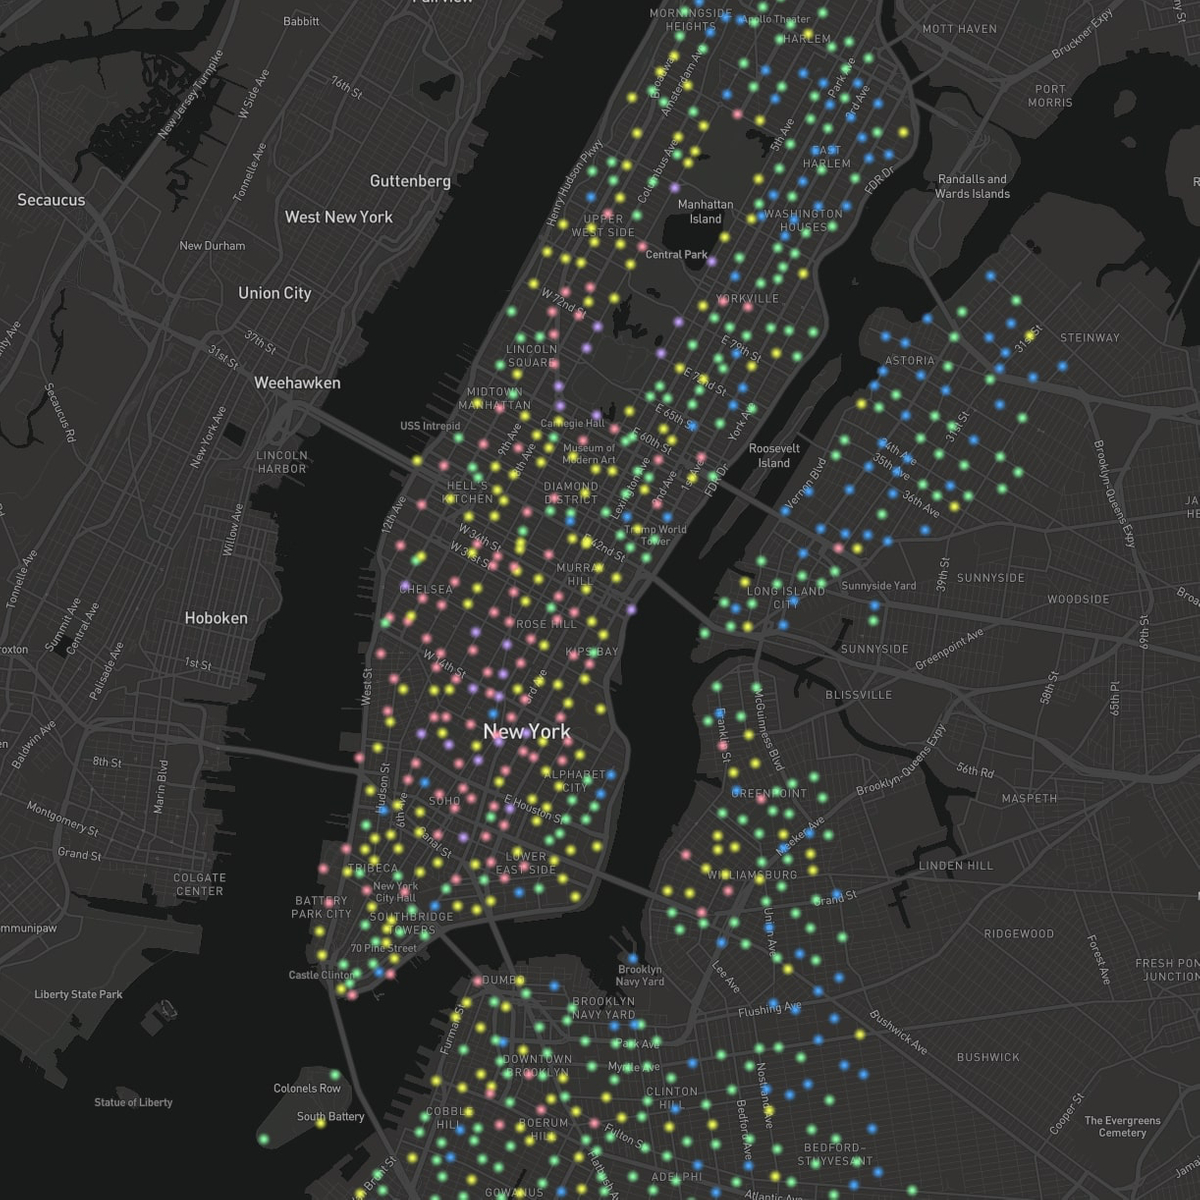 Babbitt
MORNINGSIDE
HEIGHTS
Apollo Theater
HARLEM
MOTT HAVEN
Bruckner Expy
New Jersey Turnpike
W Side Ave
76th St
Broadway
Amsterdam Ave
Park Ave
3rd Ave
PORT
MORRIS
Tonnelle Ave
Henry Hudson Pkwy
Columbus Ave
5th Ave
EAST
HARLEM
FDR Dr
Randalls and
Wards Islands
Secaucus
Guttenberg
West New York
New Durham
UPPER
WEST SIDE
Manhattan
Island
WASHINGTON
HOUSES
Central Park
Union City
W 72nd St
YORKVILLE
37th St
31st St
LINCOLN
SQUARE
E 79th St
ASTORIA
31st St
STEINWAY
Weehawken
MIDTOWN
MANHATTAN
E 72nd St
Secaucus Rd
New York Ave
USS Intrepid
Carnegie Hall
E 65th St
York Ave
E 60th St
9th Ave
8th Ave
Museum of
Modern Art
Roosevelt
Island
31st St
34th Ave
35th Ave
36th Ave
Vernon Blvd
LINCOLN
HARBOR
HELL'S
KITCHEN
DIAMOND
DISTRICT
Lexington Ave
2nd Ave
1st Ave
FDR Dr
Brooklyn-Queens Expy
Willow Ave
12th Ave
Trump World
Tower
W 34th St
W 31st St
E 42nd St
MURRAY
HILL
Tonnelle Ave
CHELSEA
Sunnyside Yard
39th St
SUNNYSIDE
LONG ISLAND
CITY
WOODSIDE
Summit Ave
Central Ave
Palisade Ave
Hoboken
ROSE HILL
KIPS BAY
69th St
Greenpoint Ave
SUNNYSIDE
1st St
W 14th St
West St
3rd Ave
BLISSVILLE
58th St
65th Pl
Baldwin Ave
New York
Franklin St
McGuinness Blvd
8th St
Marin Blvd
Hudson St
6th Ave
ALPHABET
CITY
Brooklyn-Queens Expy
56th Rd
MASPETH
SOHO
E Houston St
GREENPOINT
Montgomery St
Canal St
Meeker Ave
Grand St
TRIBECA
LOWER
EAST SIDE
WILLIAMSBURG
LINDEN HILL
COLGATE
CENTER
New York
City Hall
BATTERY
PARK CITY
SOUTHBRIDGE
TOWERS
Grand St
Union Ave
RIDGEWOOD
70 Pine Street
Forest Ave
Castle Clinton
DUMBO
Brooklyn
Navy Yard
Lee Ave
Liberty State Park
BROOKLYN
NAVY YARD
Flushing Ave
Bushwick Ave
Furman St
Park Ave
Myrtle Ave
DOWNTOWN
BROOKLYN
BUSHWICK
Colonels Row
Statue of Liberty
South Battery
CLINTON
HILL
Nostrand Ave
Bedford Ave
Cooper St
COBBLE
HILL
BOERUM
HILL
Fulton St
The Evergreens
Cemetery
BEDFORD-
STUYVESANT
Flatbush Ave
ADELPHI
GOWANUS
Atlantic Ave